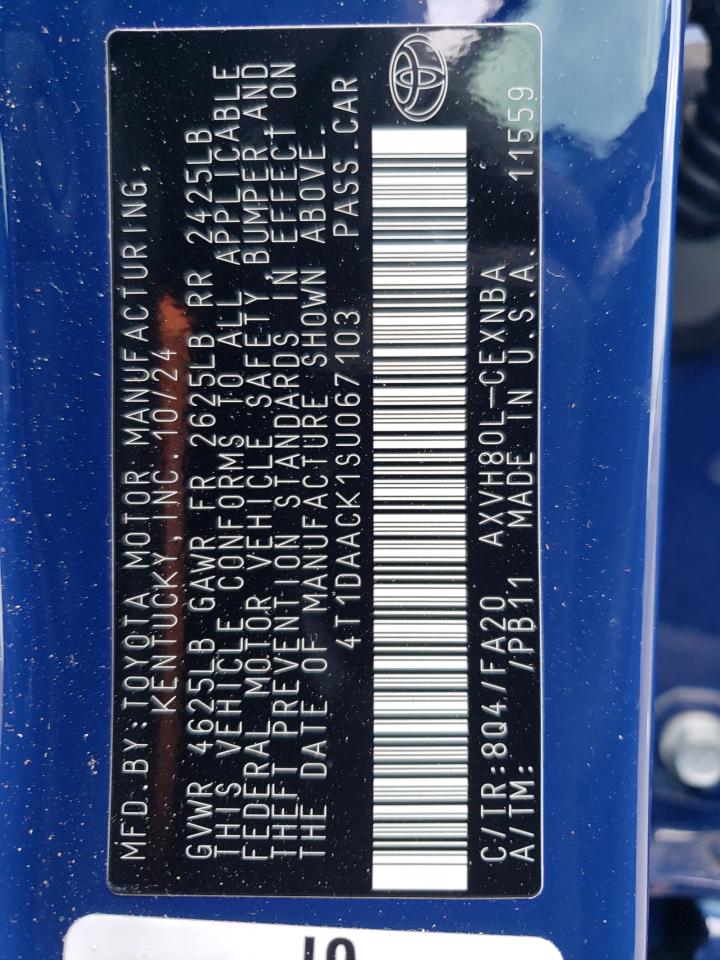 MFD.BY:TOYOTA MOTOR MANUFACTURING,
KENTUCKY,INC.10/24
GVWR 4625LB GAWR FR 2625LB RR 2425LB
THIS VEHICLE CONFORMS TO ALL APPLICABLE
FEDERAL MOTOR VEHICLE SAFETY,BUMPER AND
THEFT PREVENTION STANDARDS IN EFFECT ON
THE DATE OF MANUFACTURE SHOWN ABOVE.
4T1DAACK1SU067103 PASS.CAR
C/TR:8Q4/FA20 AXVH80L-CEXNBA 11559
A/TM: /PB11 MADE IN U.S.A.